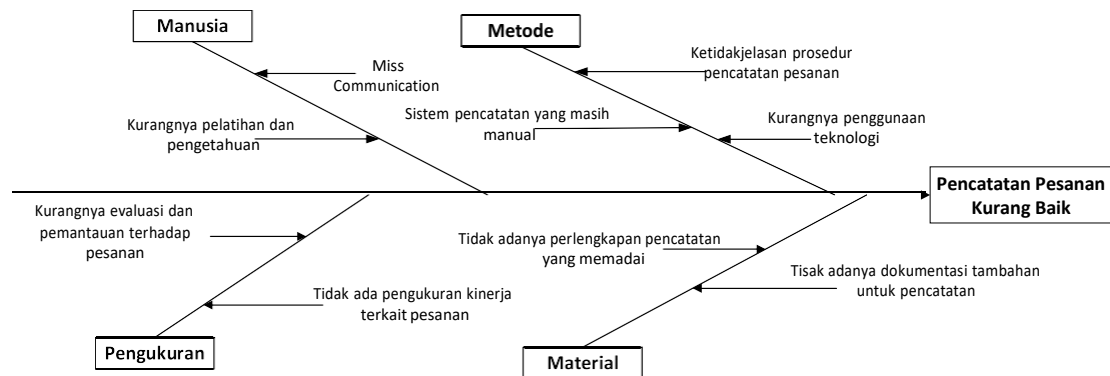 Manusia
Metode
Miss
Communication
Ketidakjelasan prosedur
pencatatan pesanan
Kurangnya pelatihan dan
pengetahuan
Sistem pencatatan yang masih
manual
Kurangnya penggunaan
teknologi
Pencatatan Pesanan
Kurang Baik
Kurangnya evaluasi dan
pemantauan terhadap
pesanan
Tidak adanya perlengkapan pencatatan
yang memadai
Tidak ada pengukuran kinerja
terkait pesanan
Tisak adanya dokumentasi tambahan
untuk pencatatan
Pengukuran
Material